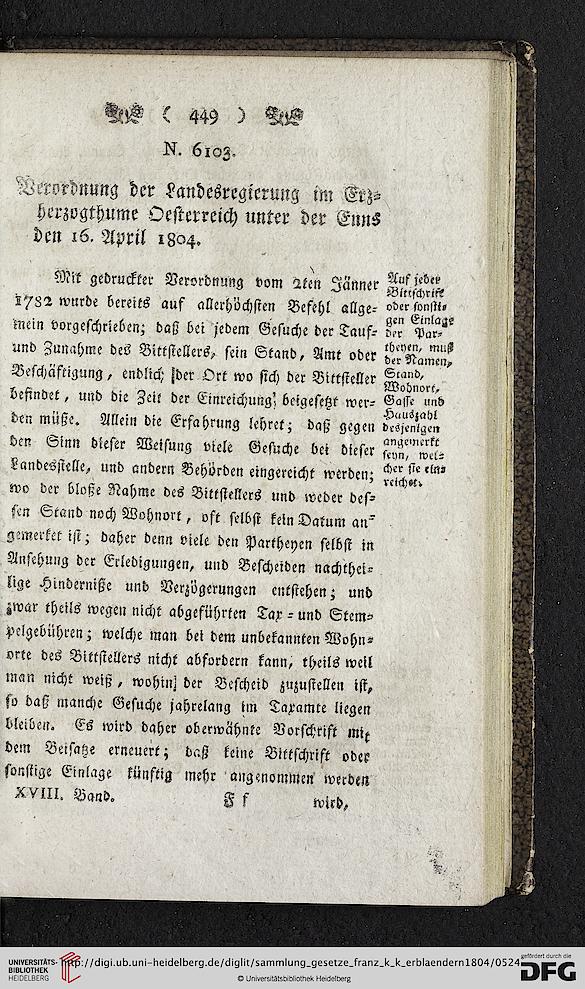 ( 449 )
N. 6103.
Verordnung der Landesregierung im Erz-
herzogthume Oesterreich unter der Enns
den 16. April 1804.
Mit gedruckter Verordnung vom 2ten Jänner
1782 wurde bereits auf allerhöchsten Befehl allge-
mein vorgeschrieben; daß bei jedem Gesuche der Tauf-
und Zunahme des Bittstellers, sein Stand, Amt oder
Beschäftigung, endlich der Ort wo sich der Bittsteller
befindet, und die Zeit der Einreichung beigesetzt wer-
den müße. Allein die Erfahrung lehret; daß gegen
den Sinn dieser Weisung viele Gesuche bei dieser
Landesstelle, und andern Behörden eingereicht werden;
wo der bloße Nahme des Bittstellers und weder des-
sen Stand noch Wohnort, oft selbst kein Datum an-
gemerket ist; daher denn viele den Partheyen selbst in
Ansehung der Erledigungen, und Bescheiden nachthei-
lige Hinderniße und Verzögerungen entstehen; und
zwar theils wegen nicht abgeführten Tax- und Stem-
pelgebühren; welche man bei dem unbekannten Wohn-
orte des Bittstellers nicht abfordern kann, theils weil
man nicht weiß, wohin der Bescheid zuzustellen ist,
so daß manche Gesuche jahrelang im Taxamte liegen
bleiben. Es wird daher oberwähnte Vorschrift mit
dem Beisatze erneuert; daß keine Bittschrift oder
sonstige Einlage künftig mehr angenommen werden
XVIII. Band. F f wird,
Auf jeder
Bittschrift
oder sonsti-
gen Einlage
der Par-
theyen, muß
der Namen,
Stand,
Wohnort,
Gasse und
Hauszahl
desjenigen
angemerkt
seyn, wel-
cher sie ein-
reichet.
UNIVERSITÄTS-
BIBLIOTHEK
HEIDELBERG
http://digi.ub.uni-heidelberg.de/diglit/sammlung_gesetze_franz_k_k_erblaendern1804/0524
© Universitätsbibliothek Heidelberg
gefördert durch die
DFG